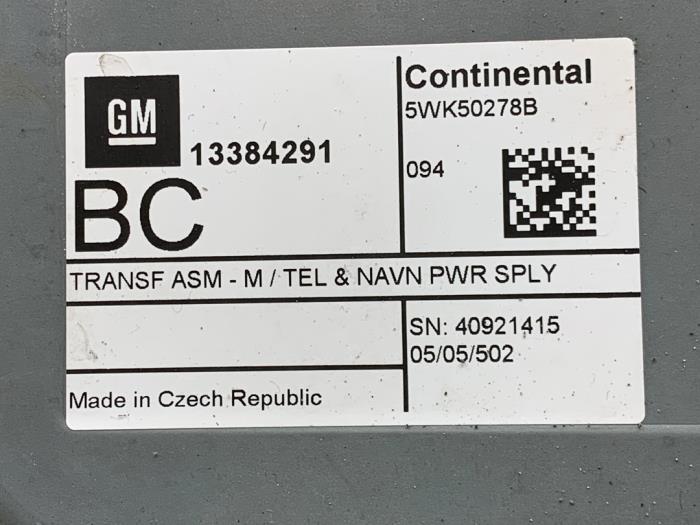 GM
13384291
BC
Continental
5WK50278B
094
TRANSF ASM - M / TEL & NAVN PWR SPLY
SN: 40921415
05/05/502
Made in Czech Republic